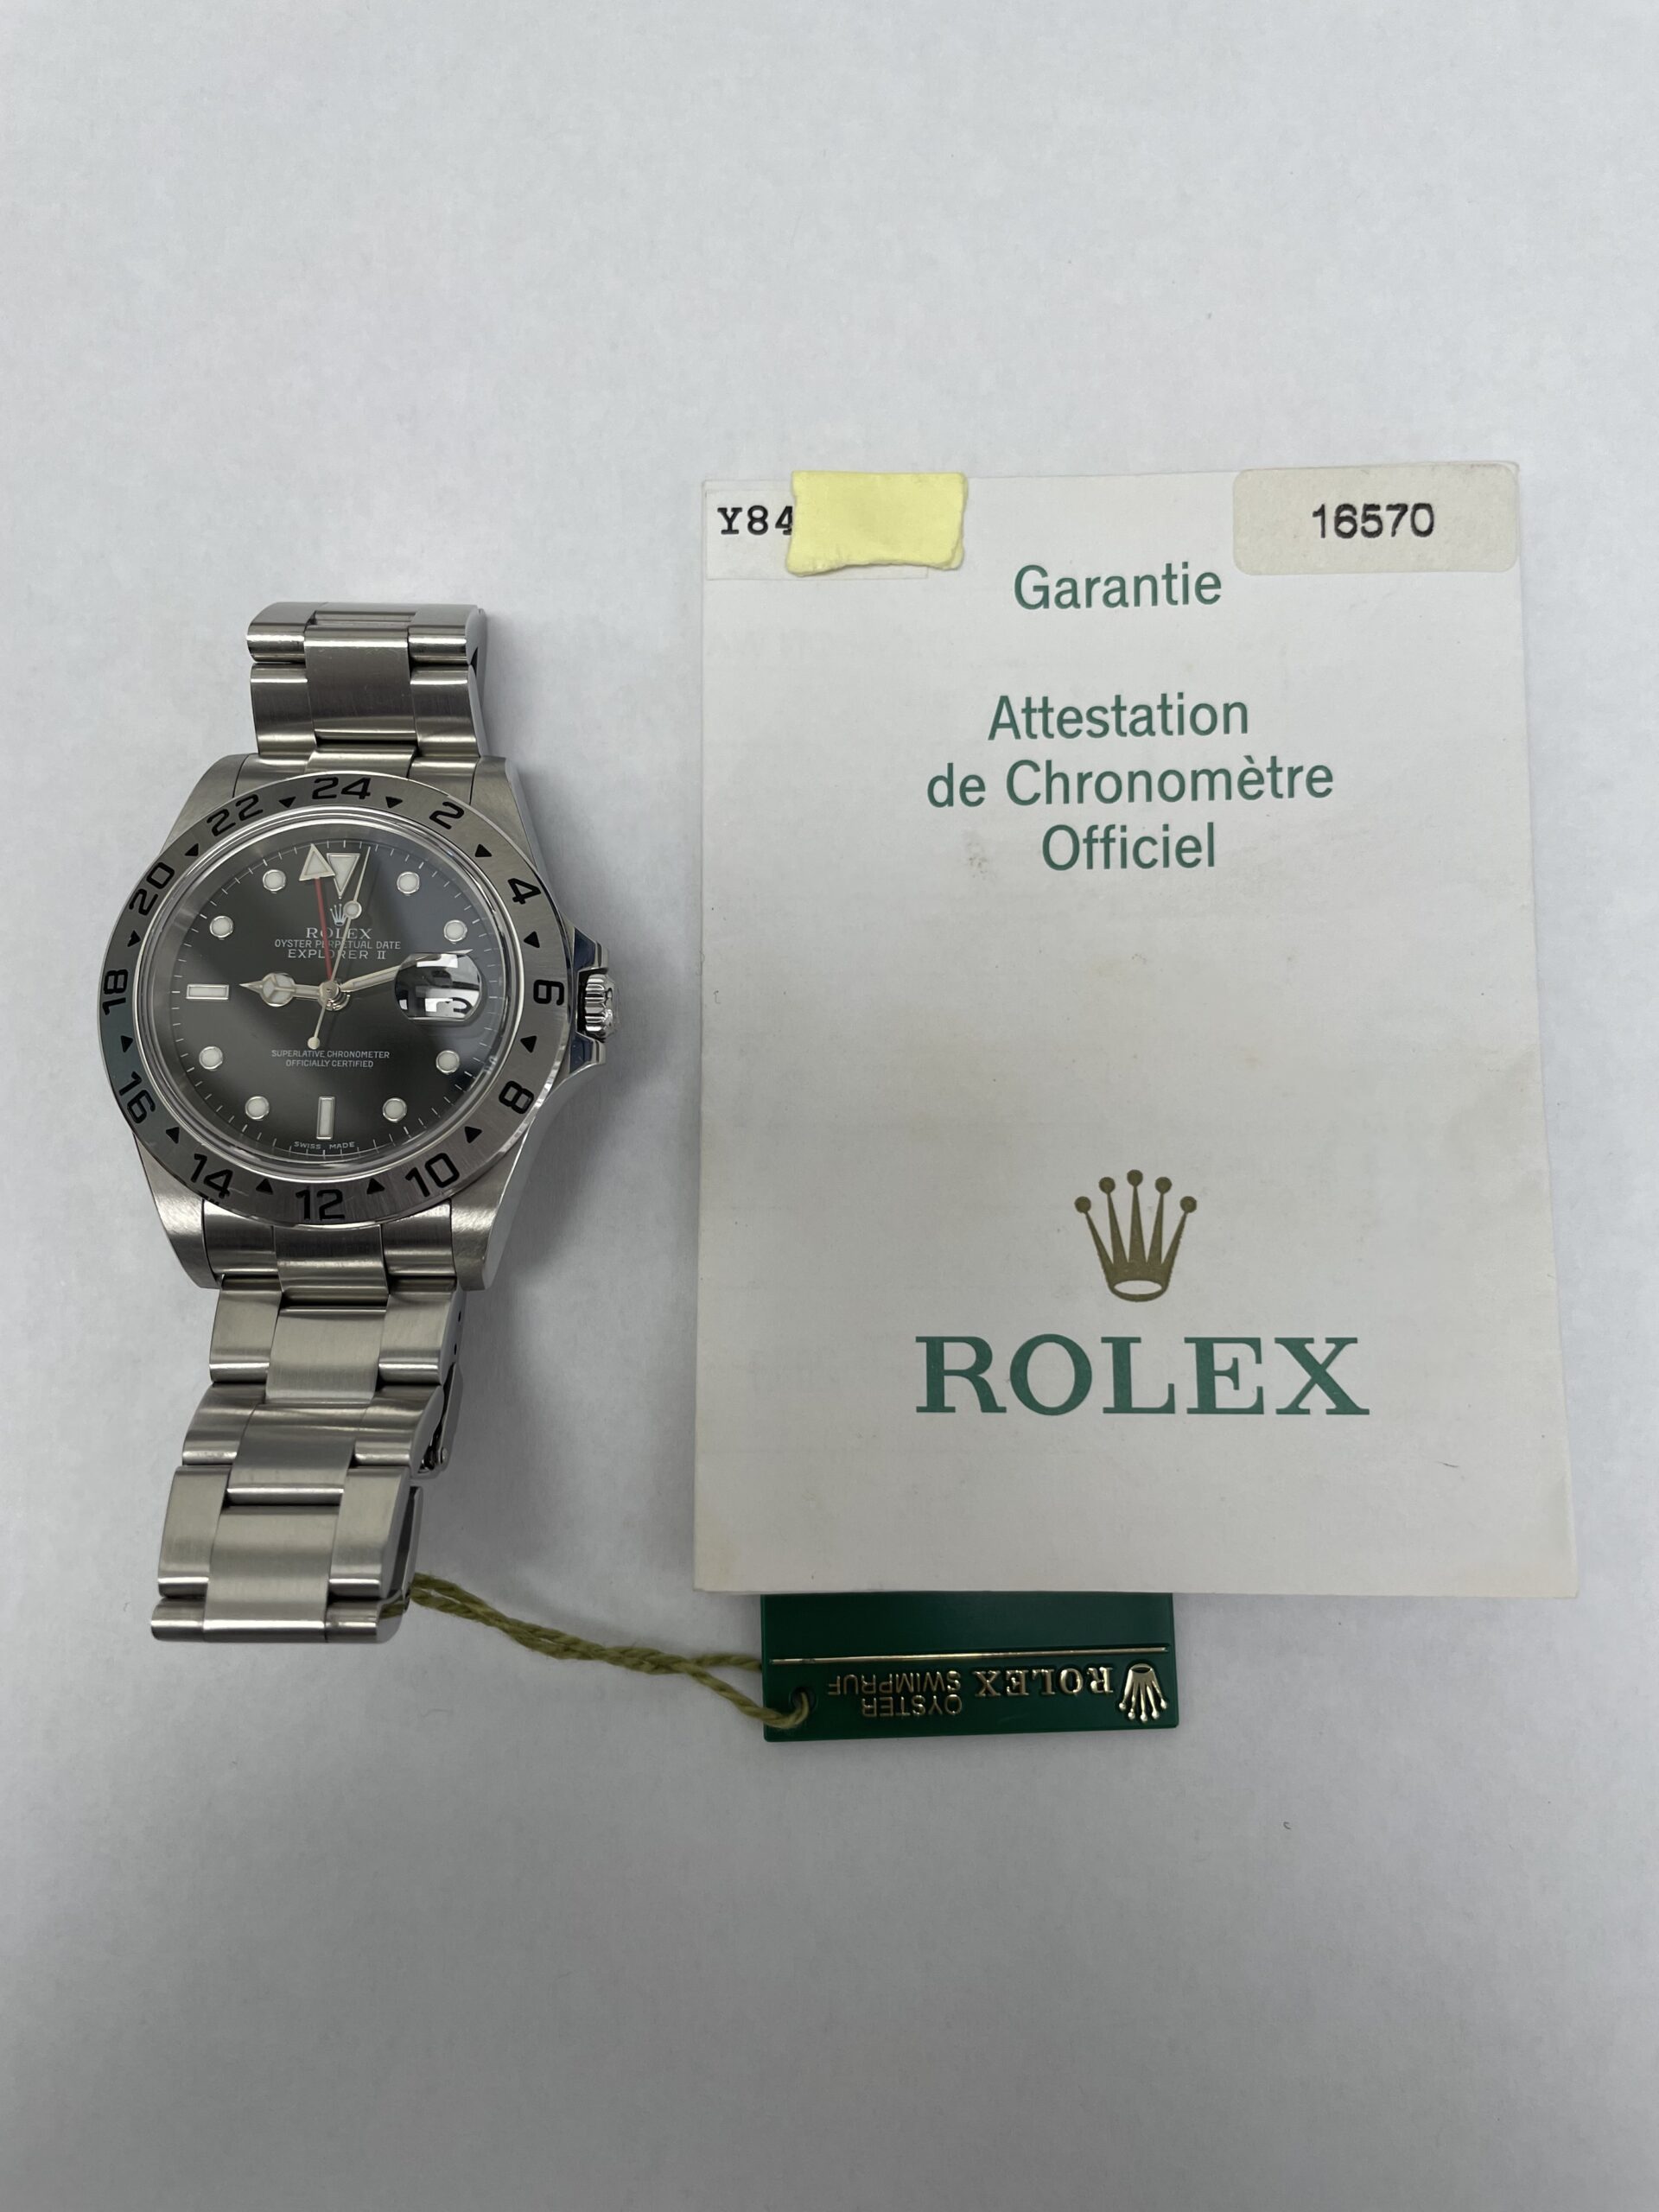 Y84
16570
Garantie
Attestation
de Chronomètre
Officiel
ROLEX
24
2
4
6
8
10
12
14
16
18
20
22
ROLEX
OYSTER PERPETUAL DATE
EXPLORER II
SUPERLATIVE CHRONOMETER
OFFICIALLY CERTIFIED
SWISS MADE
ROLEX
OYSTER
SWIMPRUF